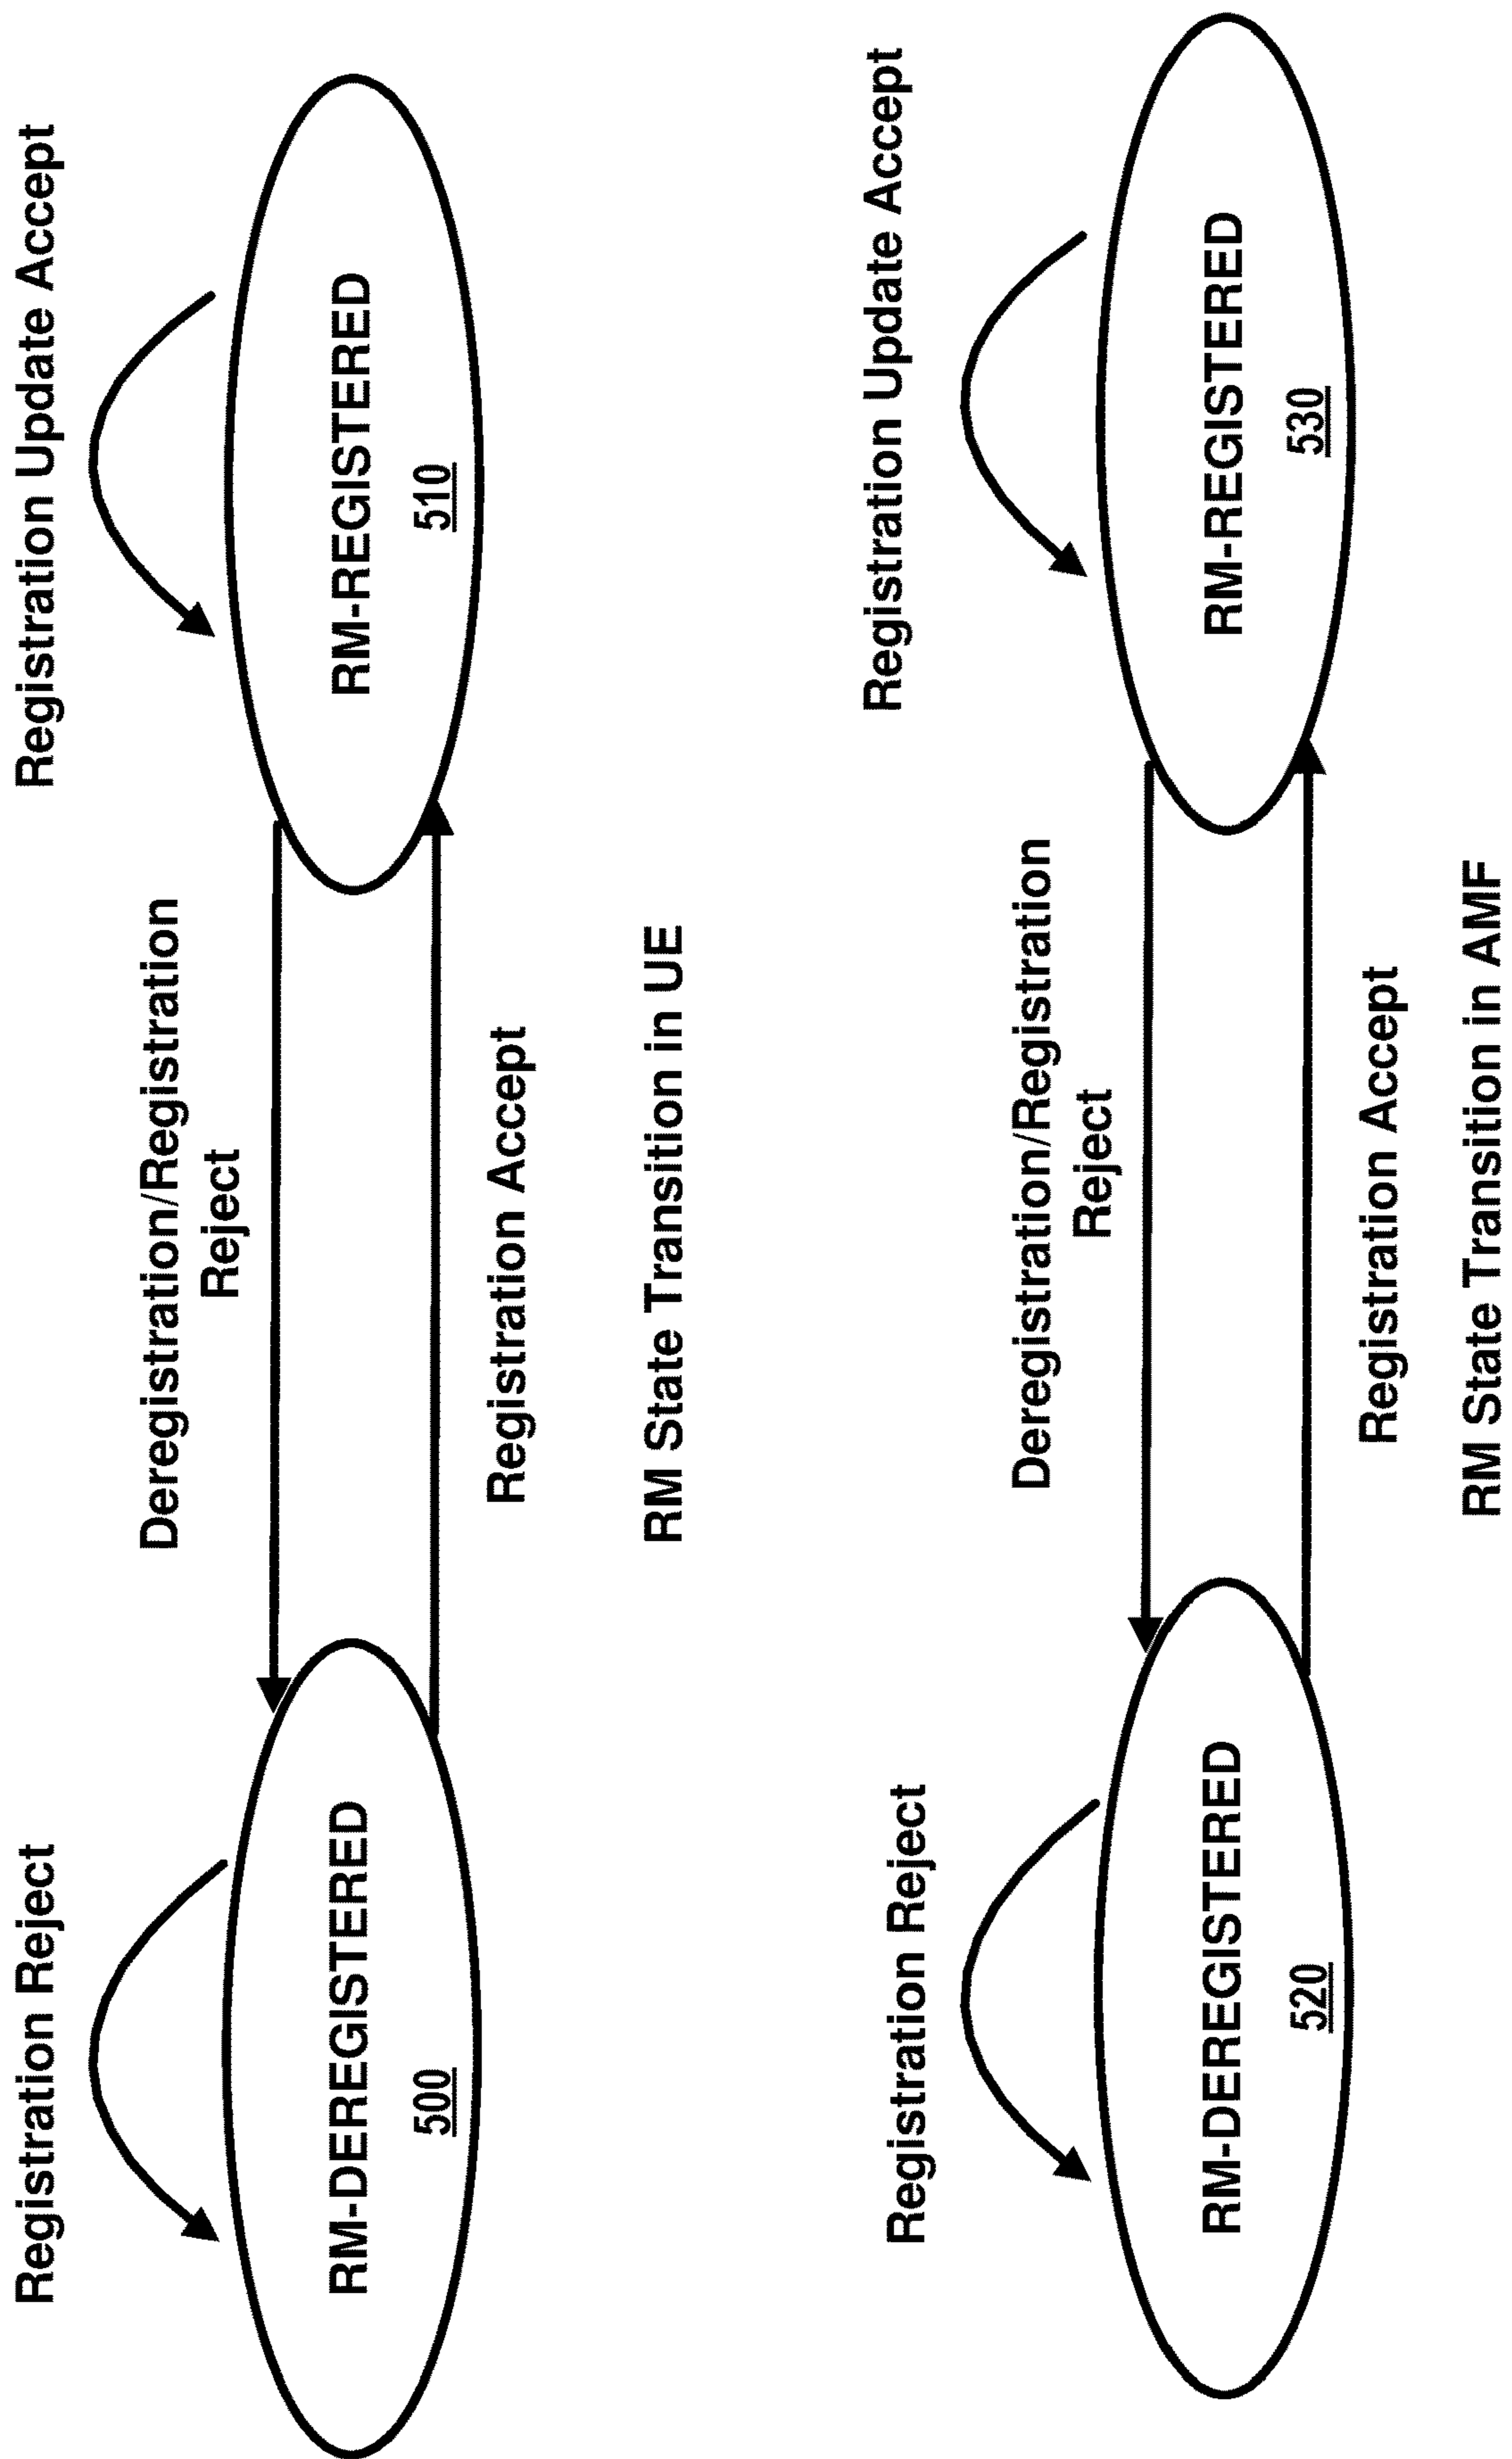 Registration Reject
Registration Update Accept
Deregistration/Registration
Reject
RM-DEREGISTERED
500
RM-REGISTERED
510
Registration Accept
RM State Transition in UE
Registration Reject
Registration Update Accept
Deregistration/Registration
Reject
RM-DEREGISTERED
520
RM-REGISTERED
530
Registration Accept
RM State Transition in AMF